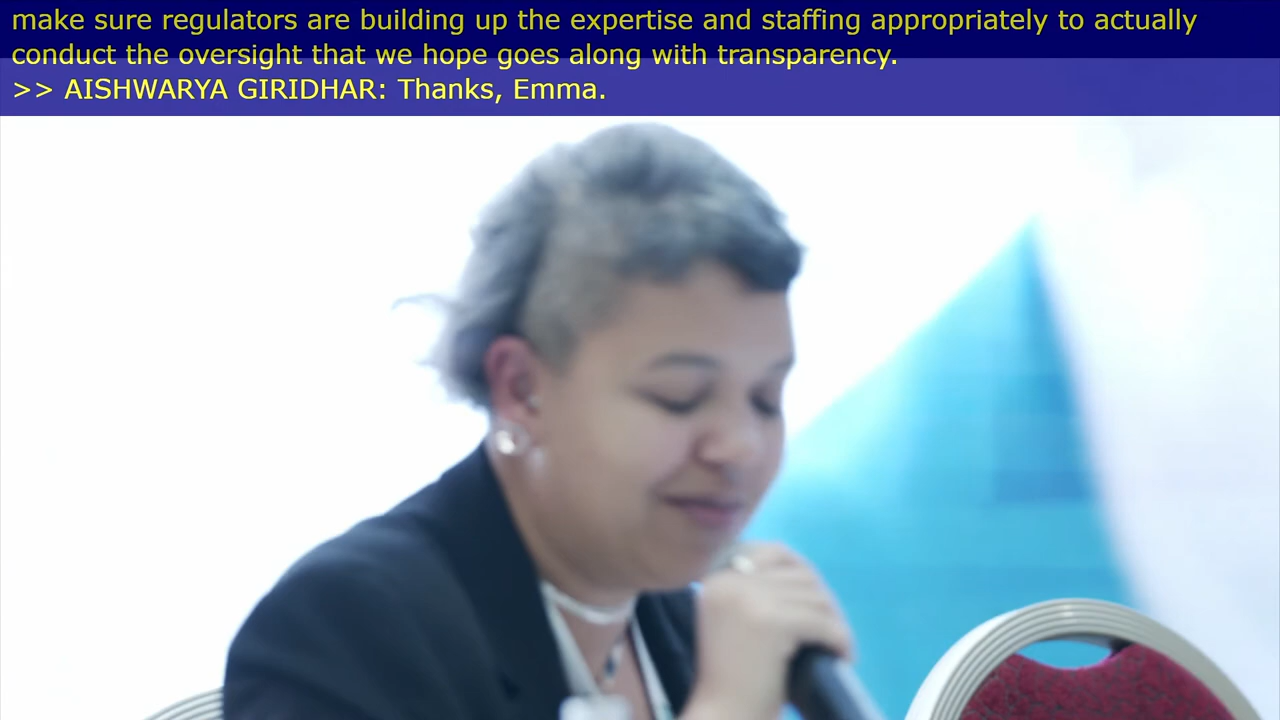 make sure regulators are building up the expertise and staffing appropriately to actually
conduct the oversight that we hope goes along with transparency.
>> AISHWARYA GIRIDHAR: Thanks, Emma.